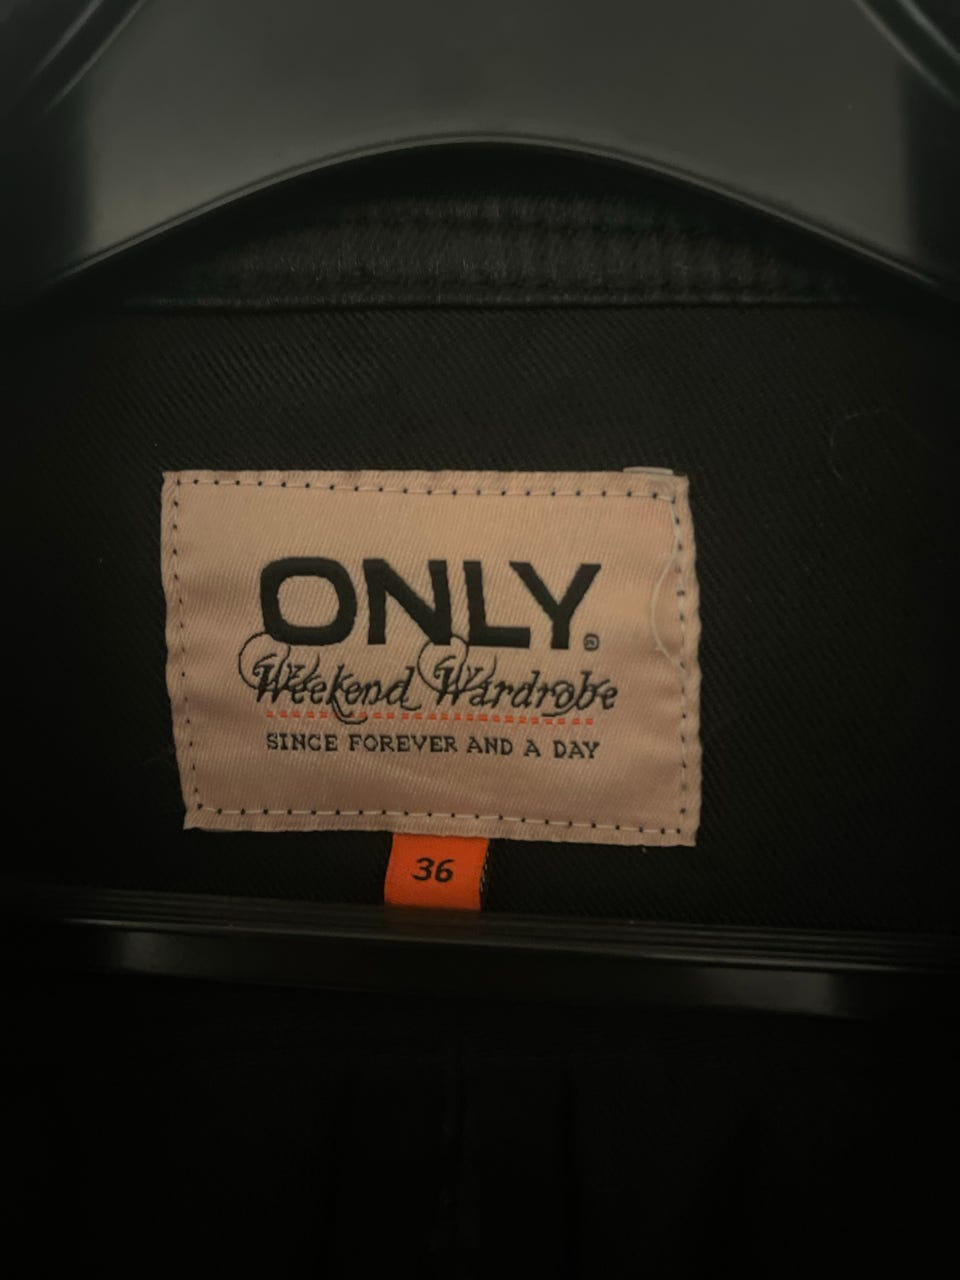 ONLY®
Weekend Wardrobe
SINCE FOREVER AND A DAY
36